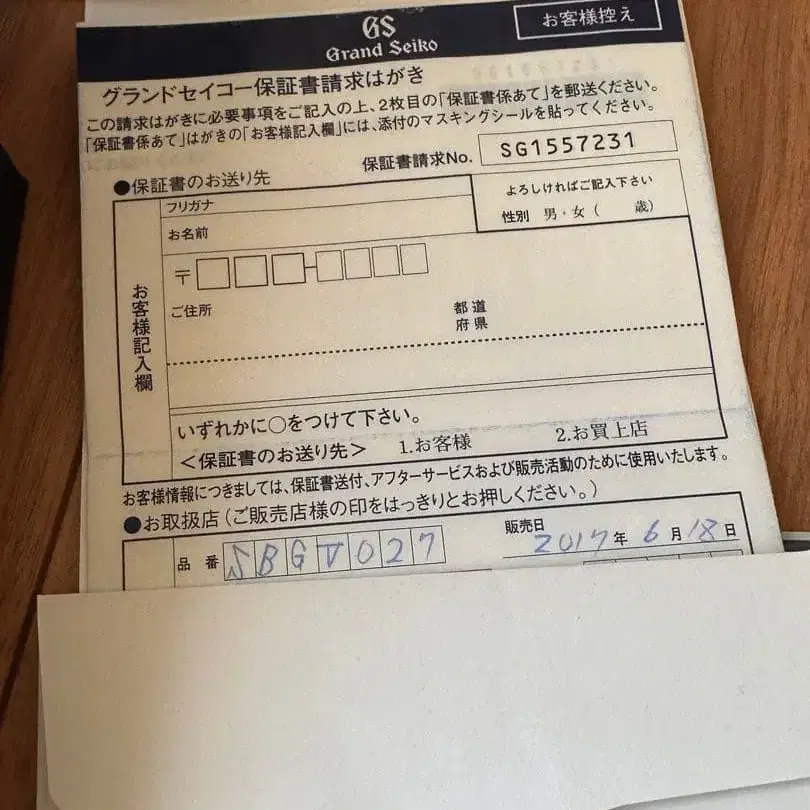 GS
Grand Seiko
お客様控え
グランドセイコー保証書請求はがき
この請求はがきに必要事項をご記入の上、2枚目の「保証書係あて」を郵送ください。
「保証書係あて」はがきの「お客様記入欄」には、添付のマスキングシールを貼ってください。
保証書請求No. SG1557231
●保証書のお送り先
よろしければご記入下さい
性別 男・女 ( 歳)
お客様記入欄
フリガナ
お名前
〒
ご住所
都道
府県
いずれかに○をつけて下さい。
<保証書のお送り先> 1.お客様 2.お買上店
お客様情報につきましては、保証書送付、アフターサービスおよび販売活動のために使用いたします。
●お取扱店(ご販売店様の印をはっきりとお押しください。)
品番 SBGV027
販売日 2017年6月18日